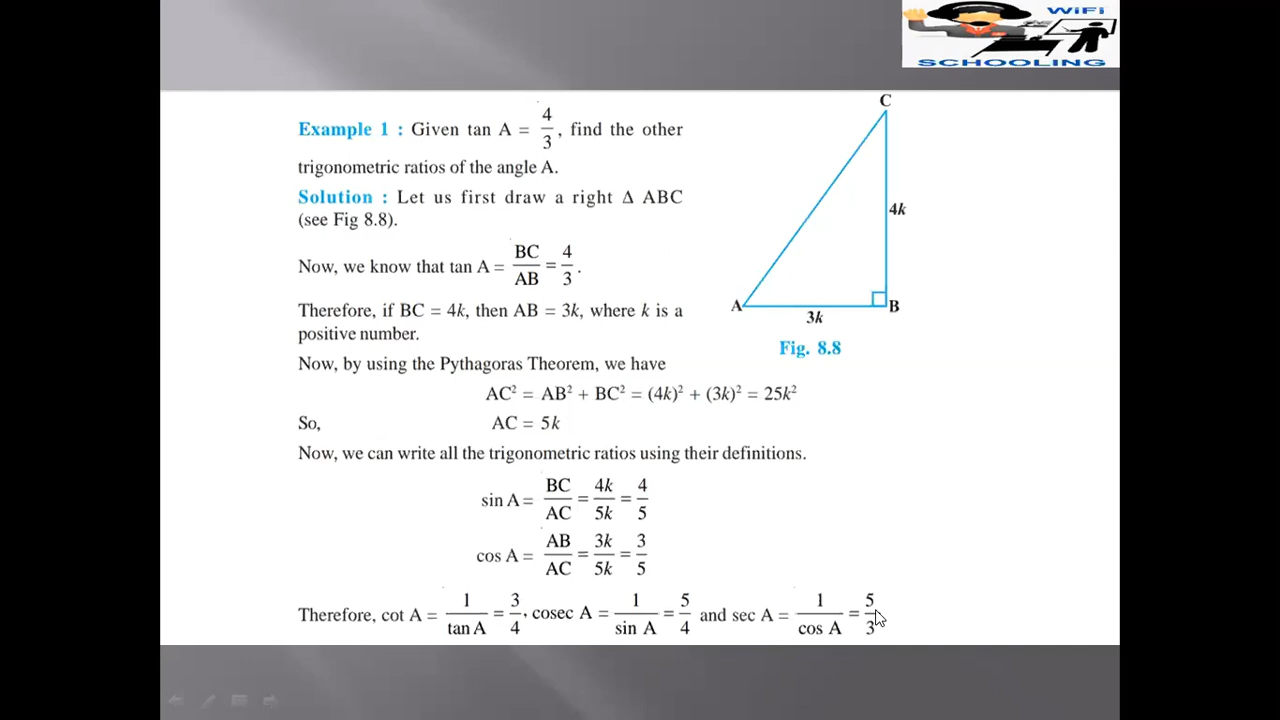 WiFi
SCHOOLING
Example 1 : Given tan A = 4/3, find the other
trigonometric ratios of the angle A.
Solution : Let us first draw a right Δ ABC
(see Fig 8.8).
Now, we know that tan A = BC/AB = 4/3.
Therefore, if BC = 4k, then AB = 3k, where k is a
positive number.
C
4k
A
B
3k
Fig. 8.8
Now, by using the Pythagoras Theorem, we have
AC² = AB² + BC² = (4k)² + (3k)² = 25k²
So, AC = 5k
Now, we can write all the trigonometric ratios using their definitions.
sin A = BC/AC = 4k/5k = 4/5
cos A = AB/AC = 3k/5k = 3/5
Therefore, cot A = 1/tan A = 3/4, cosec A = 1/sin A = 5/4 and sec A = 1/cos A = 5/3